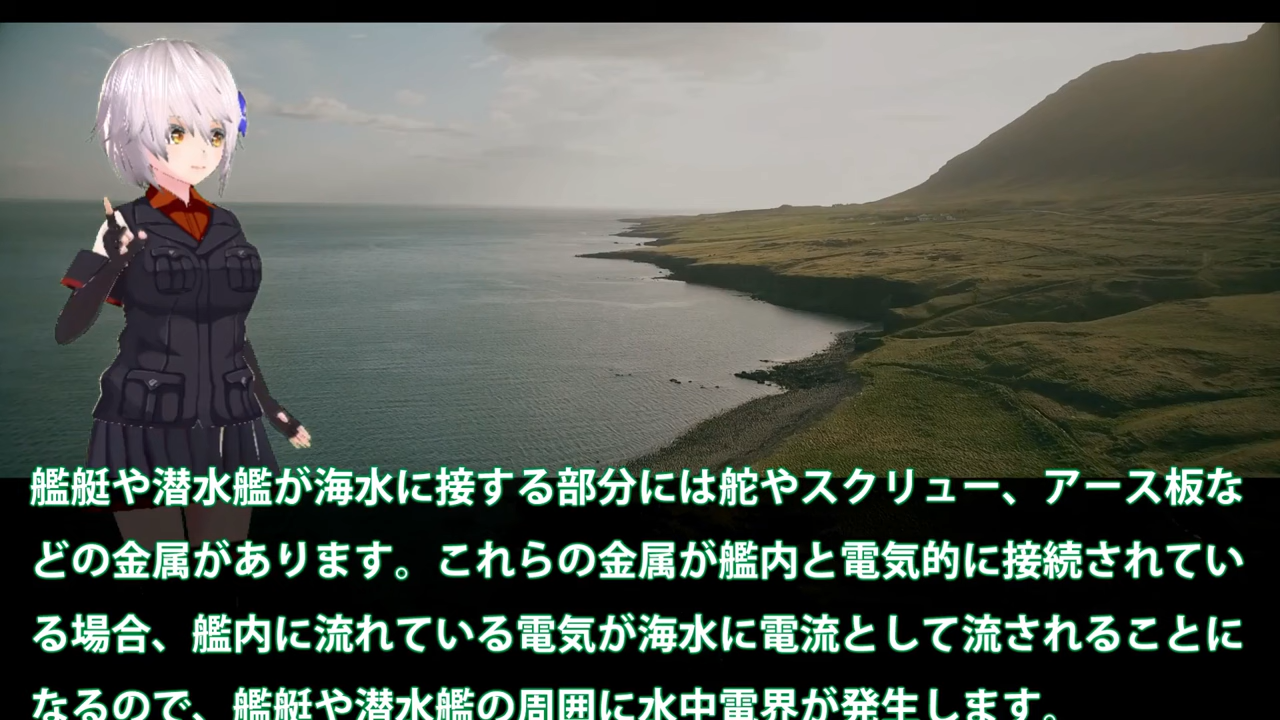 艦艇や潜水艦が海水に接する部分には舵やスクリュー、アース板な
どの金属があります。これらの金属が艦内と電気的に接続されてい
る場合、艦内に流れている電気が海水に電流として流されることに
なるので、艦艇や潜水艦の周囲に水中電界が発生します。